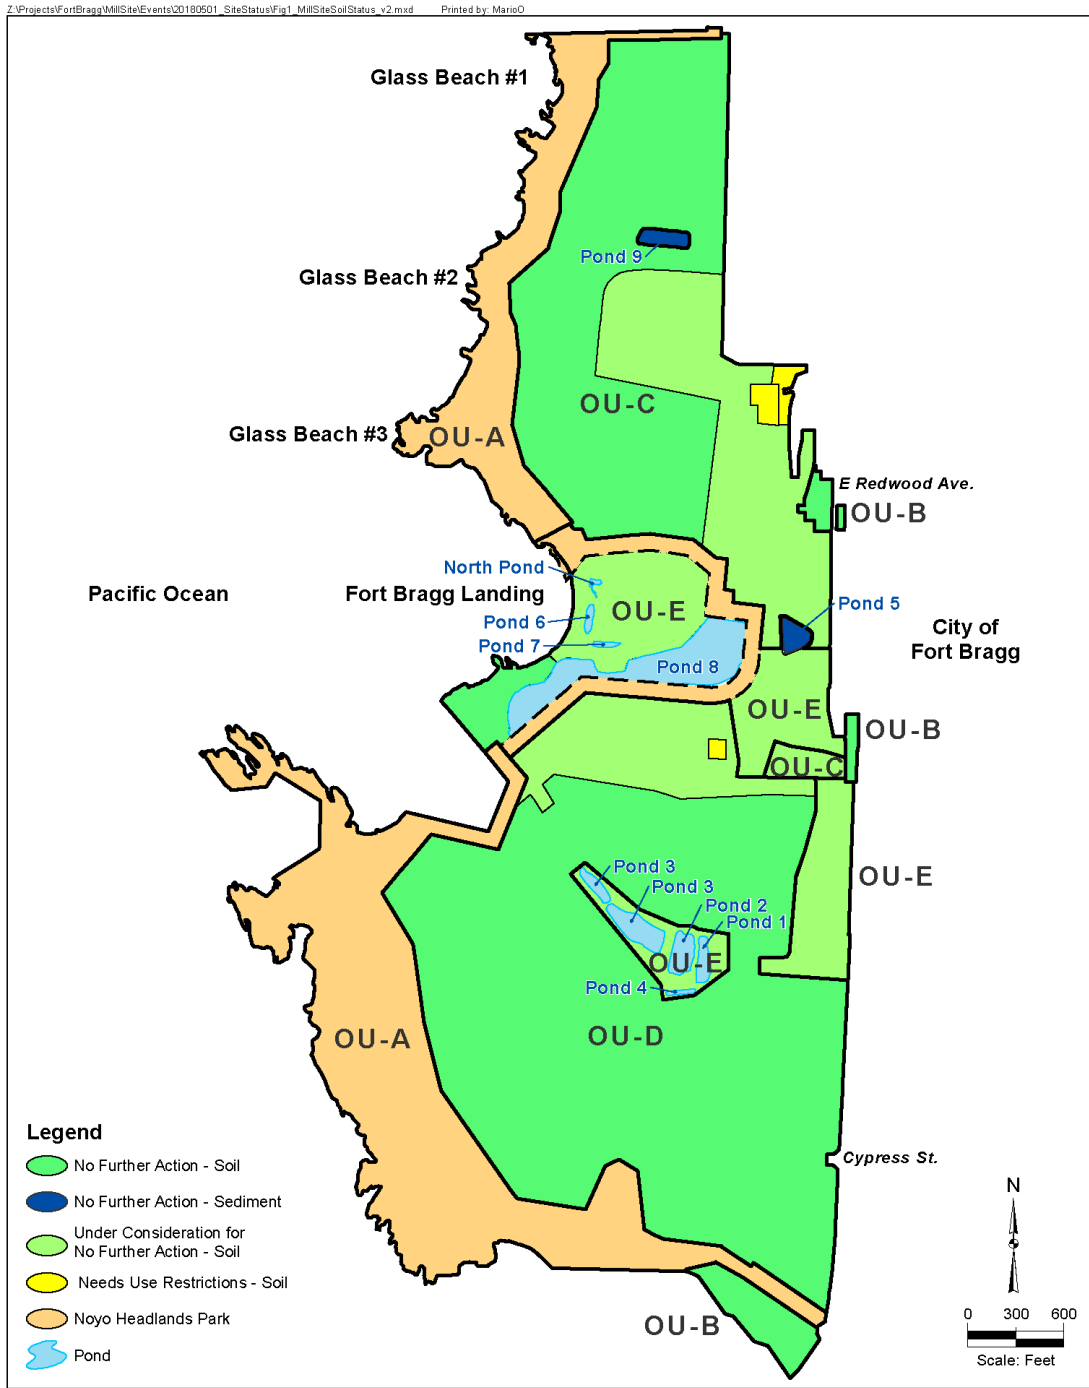 Z:\Projects\FortBragg\MillSite\Events\20180501_SiteStatus\Fig1_MillSiteSoilStatus_v2.mxd Printed by: MarioO
Glass Beach #1
Pond 9
Glass Beach #2
OU-C
Glass Beach #3
OU-A
E Redwood Ave.
OU-B
North Pond
Pacific Ocean
Fort Bragg Landing
OU-E
Pond 5
Pond 6
City of
Fort Bragg
Pond 7
Pond 8
OU-E
OU-B
OU-C
Pond 3
OU-E
Pond 3
Pond 2
Pond 1
OU-E
Pond 4
OU-A
OU-D
Cypress St.
OU-B
Legend
No Further Action - Soil
No Further Action - Sediment
Under Consideration for
No Further Action - Soil
Needs Use Restrictions - Soil
Noyo Headlands Park
Pond
N
0 300 600
Scale: Feet